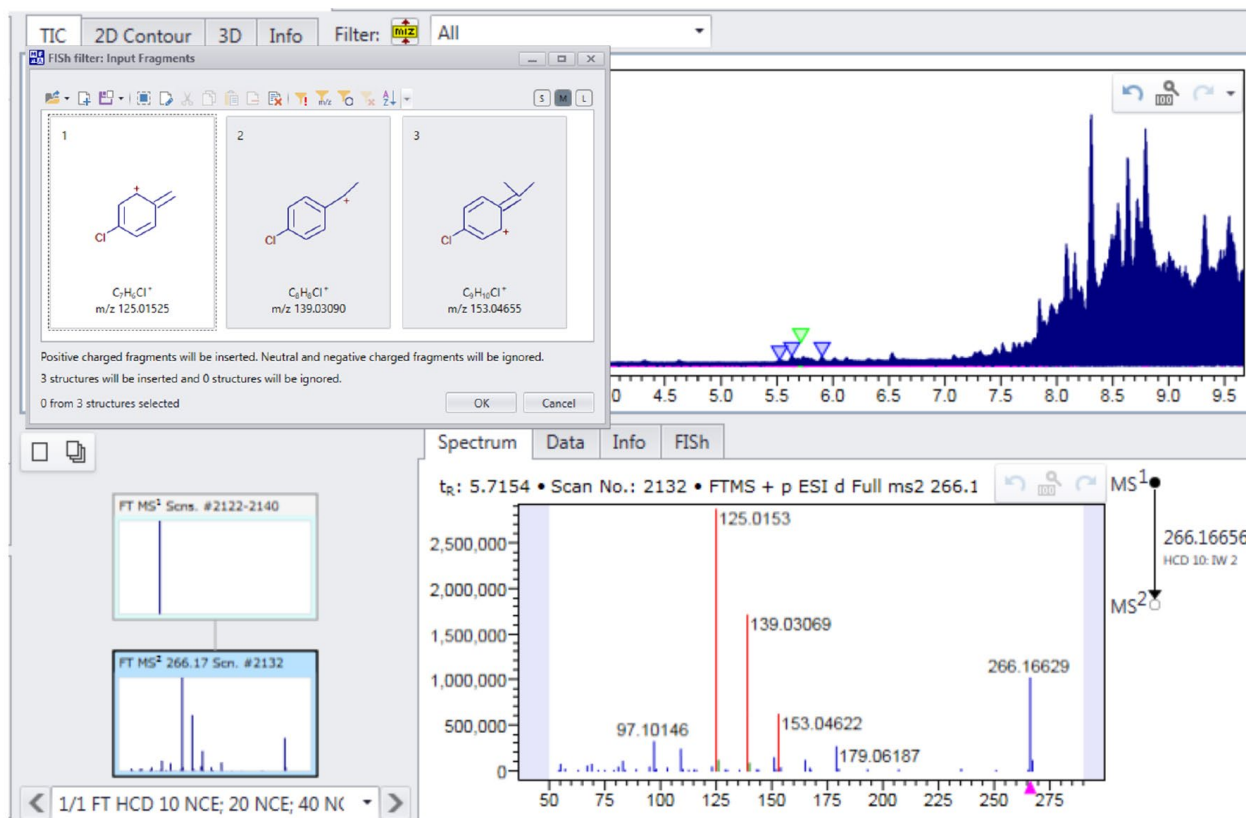 TIC 2D Contour 3D Info Filter: m/z All
FISh filter: Input Fragments
S M L
1 2 3
Cl + Cl + Cl +
C₇H₆Cl⁺ C₈H₈Cl⁺ C₉H₁₀Cl⁺
m/z 125.01525 m/z 139.03090 m/z 153.04655
Positive charged fragments will be inserted. Neutral and negative charged fragments will be ignored.
3 structures will be inserted and 0 structures will be ignored.
0 from 3 structures selected OK Cancel
100
.0 4.5 5.0 5.5 6.0 6.5 7.0 7.5 8.0 8.5 9.0 9.5
Spectrum Data Info FISh
tR: 5.7154 • Scan No.: 2132 • FTMS + p ESI d Full ms2 266.1
100
FT MS¹ Scns. #2122-2140
FT MS² 266.17 Scn. #2132
1/1 FT HCD 10 NCE; 20 NCE; 40 N
2,500,000
2,000,000
1,500,000
1,000,000
500,000
0
125.0153
139.03069
266.16629
97.10146
153.04622
179.06187
50 75 100 125 150 175 200 225 250 275
MS¹
266.16656
HCD 10: IW 2
MS²